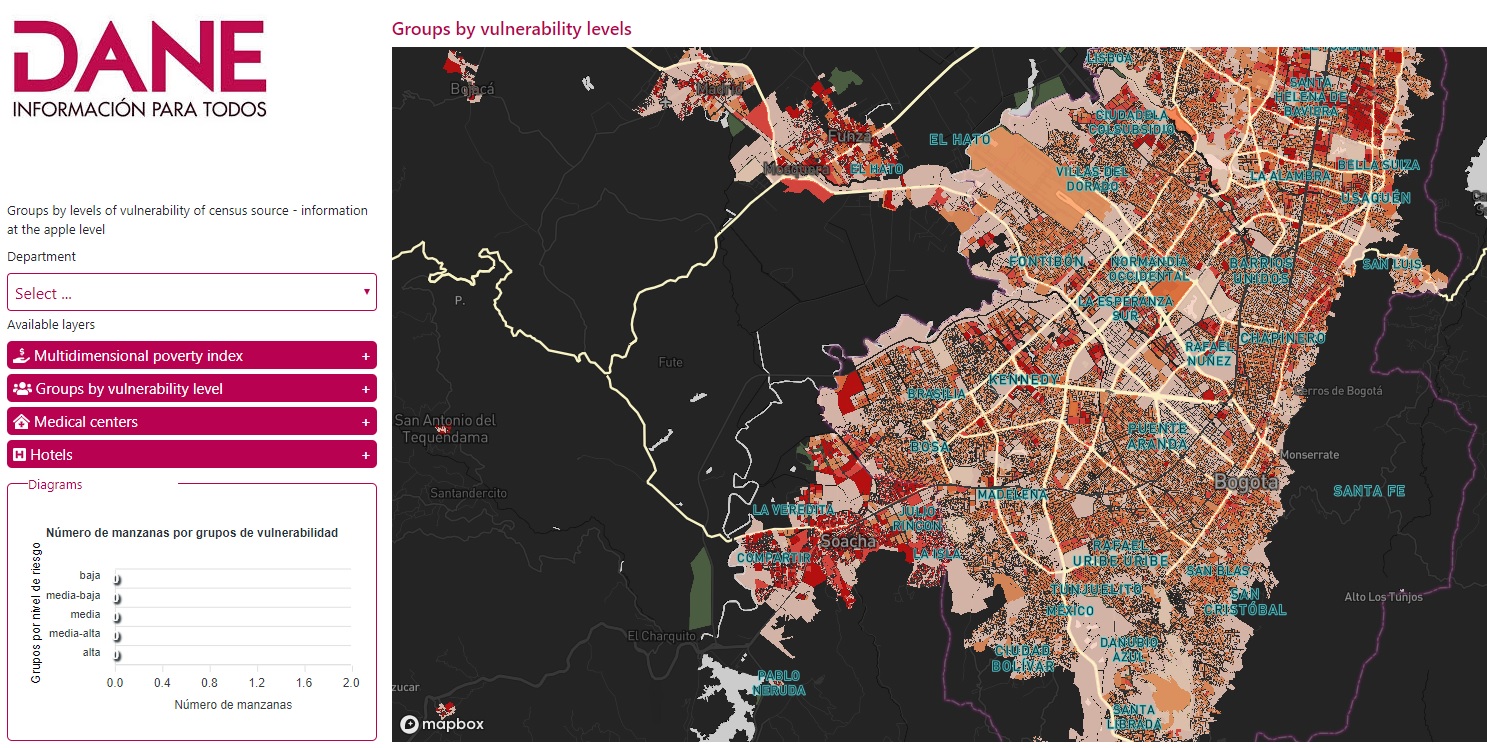 DANE
INFORMACIÓN PARA TODOS
Groups by levels of vulnerability of census source - information
at the apple level
Department
Select ...
Available layers
Multidimensional poverty index +
Groups by vulnerability level +
Medical centers +
Hotels +
Diagrams
Número de manzanas por grupos de vulnerabilidad
Grupos por nivel de riesgo
baja 0
media-baja 0
media 0
media-alta 0
alta 0
0.0 0.4 0.8 1.2 1.6 2.0
Número de manzanas
Groups by vulnerability levels
LISBOA
Bojacá
Madrid
SANTA
HELENA DE
BAVIERA
CIUDADELA
COLSUBSIDIO
Funza
EL HATO
Mosquera
EL HATO
VILLAS DEL
DORADO
BELLA SUIZA
LA ALAMBRA
USAQUÉN
FONTIBÓN
NORMANDIA
OCCIDENTAL
BARRIOS
UNIDOS
SAN LUIS
P.
LA ESPERANZA
SUR
CHAPINERO
RAFAEL
NUÑEZ
Fute
KENNEDY
BRASILIA
Cerros de Bogotá
San Antonio del
Tequendama
BOSA
PUENTE
ARANDA
Monserrate
Bogotá
Santandercito
MADELENA
SANTA FE
LA VEREDITA
JULIO
RINCON
Soacha
COMPARTIR
LA ISLA
RAFAEL
URIBE URIBE
SAN BLAS
TUNJUELITO
MÉXICO
SAN
CRISTÓBAL
Alto Los Tunjos
El Charquito
CIUDAD
BOLÍVAR
DANUBIO
AZUL
PABLO
NERUDA
zucar
SANTA
LIBRADA
mapbox